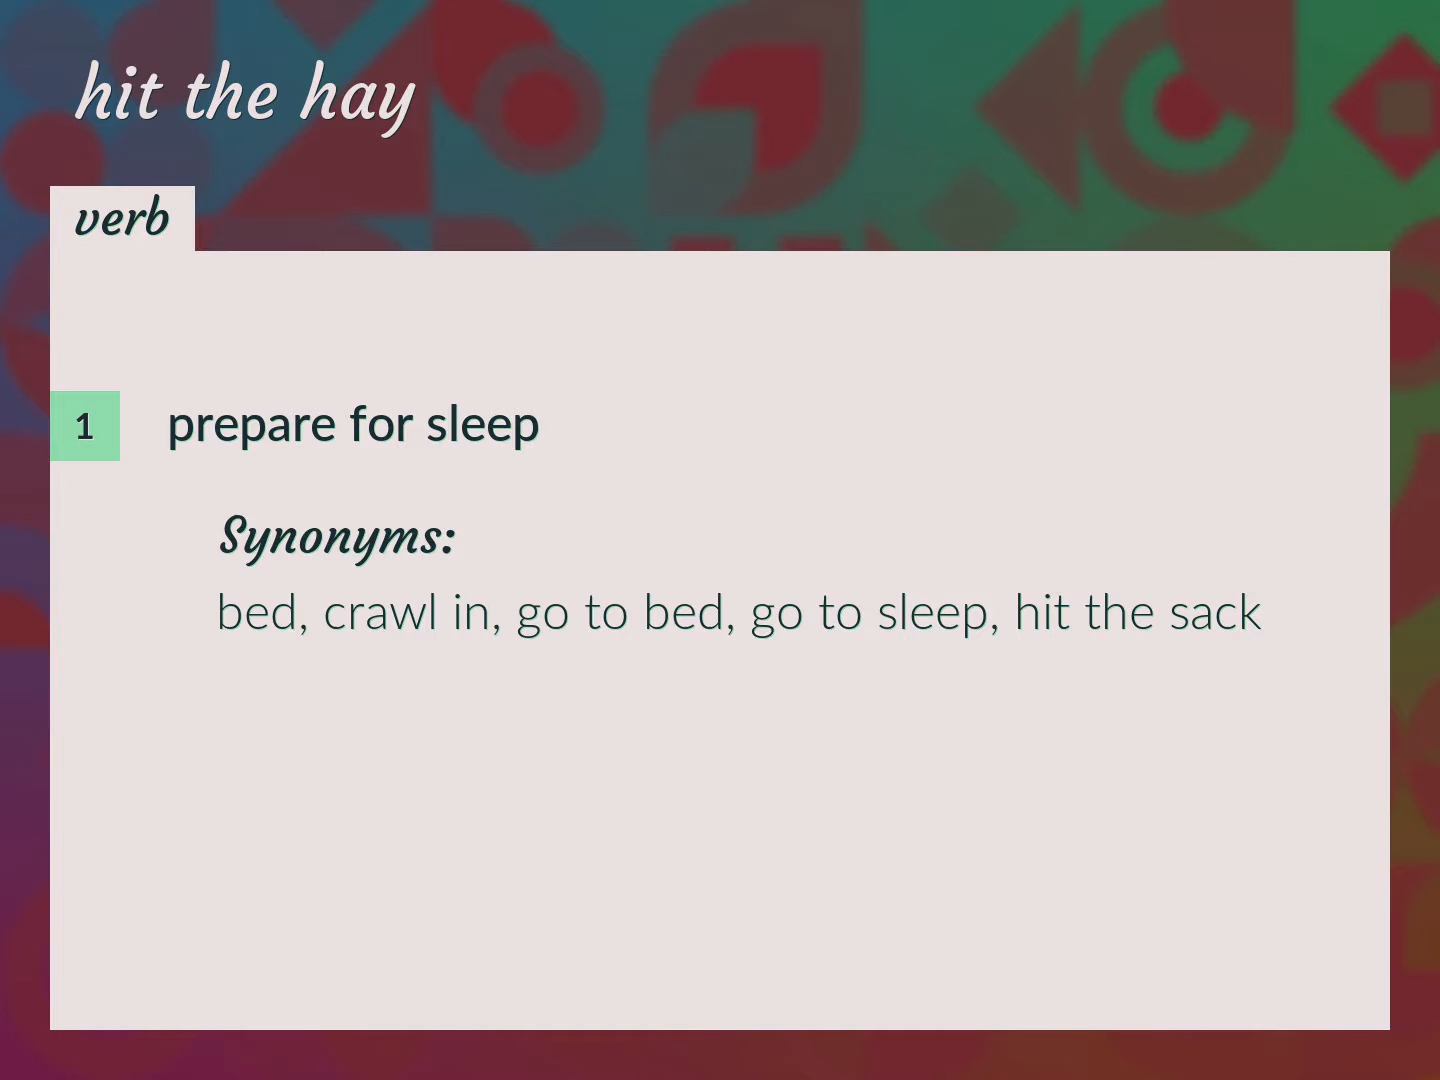 hit the hay
verb
1 prepare for sleep
Synonyms:
bed, crawl in, go to bed, go to sleep, hit the sack